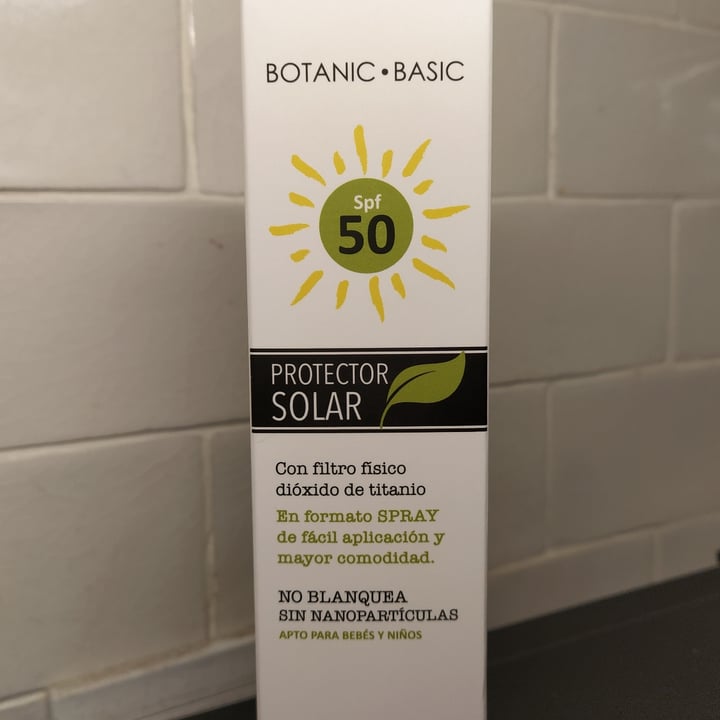 BOTANIC • BASIC
Spf
50
PROTECTOR
SOLAR
Con filtro físico
dióxido de titanio
En formato SPRAY
de fácil aplicación y
mayor comodidad.
NO BLANQUEA
SIN NANOPARTÍCULAS
APTO PARA BEBÉS Y NIÑOS